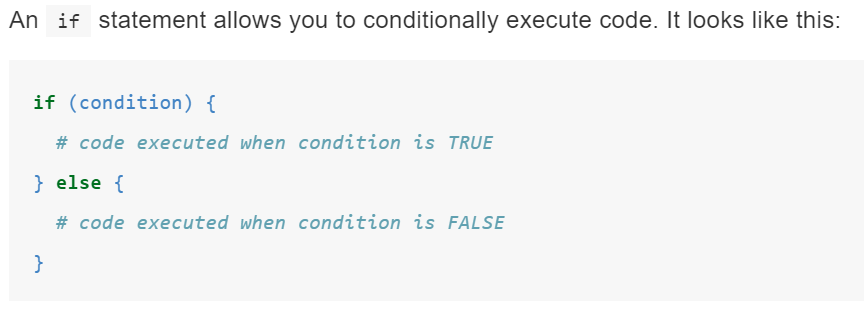 An if statement allows you to conditionally execute code. It looks like this:
if (condition) {
  # code executed when condition is TRUE
} else {
  # code executed when condition is FALSE
}